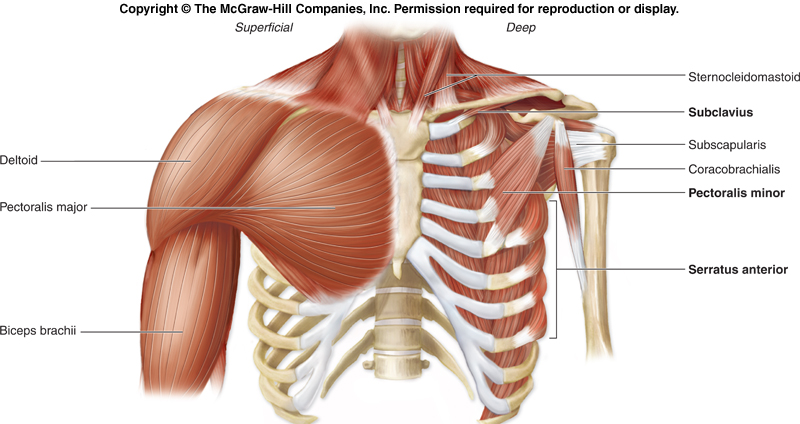 Copyright © The McGraw-Hill Companies, Inc. Permission required for reproduction or display.
Superficial
Deep
Sternocleidomastoid
Subclavius
Subscapularis
Coracobrachialis
Pectoralis minor
Serratus anterior
Deltoid
Pectoralis major
Biceps brachii